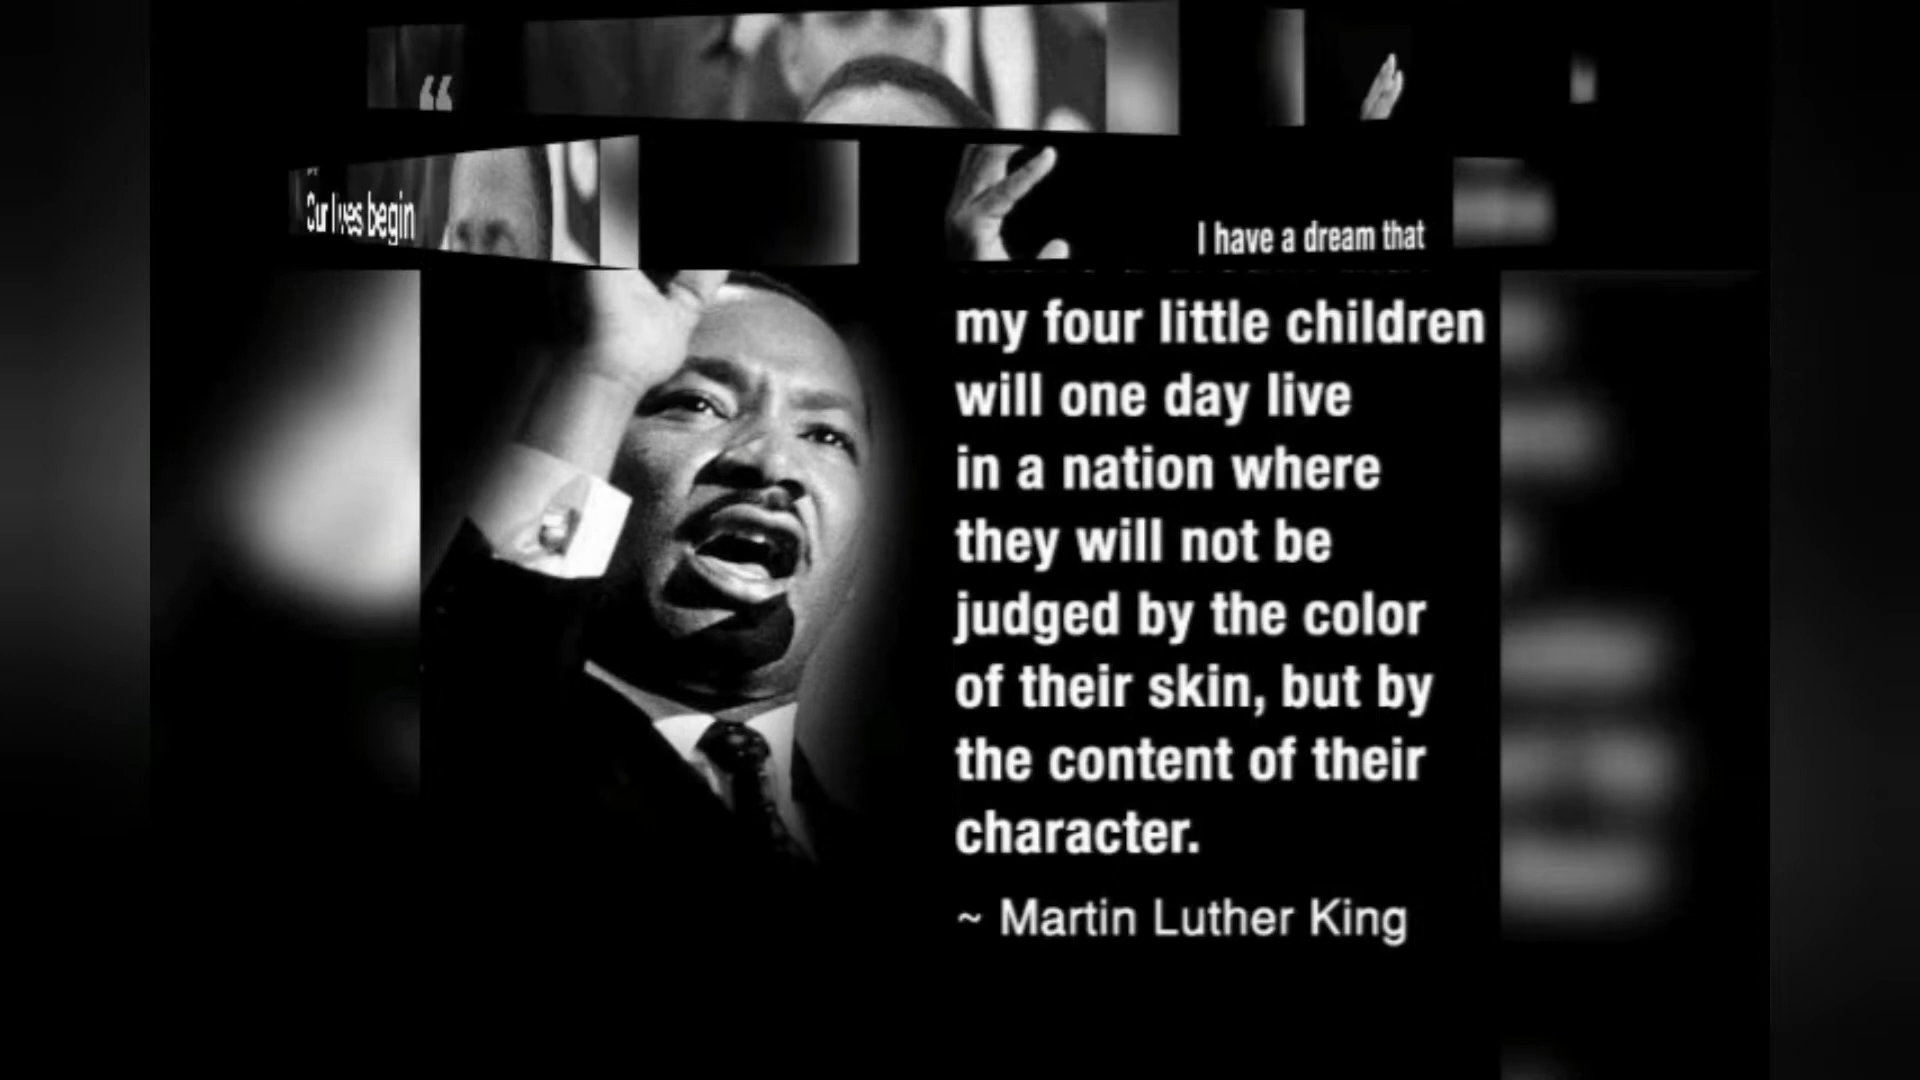 “
Our lives begin
I have a dream that
my four little children
will one day live
in a nation where
they will not be
judged by the color
of their skin, but by
the content of their
character.
~ Martin Luther King